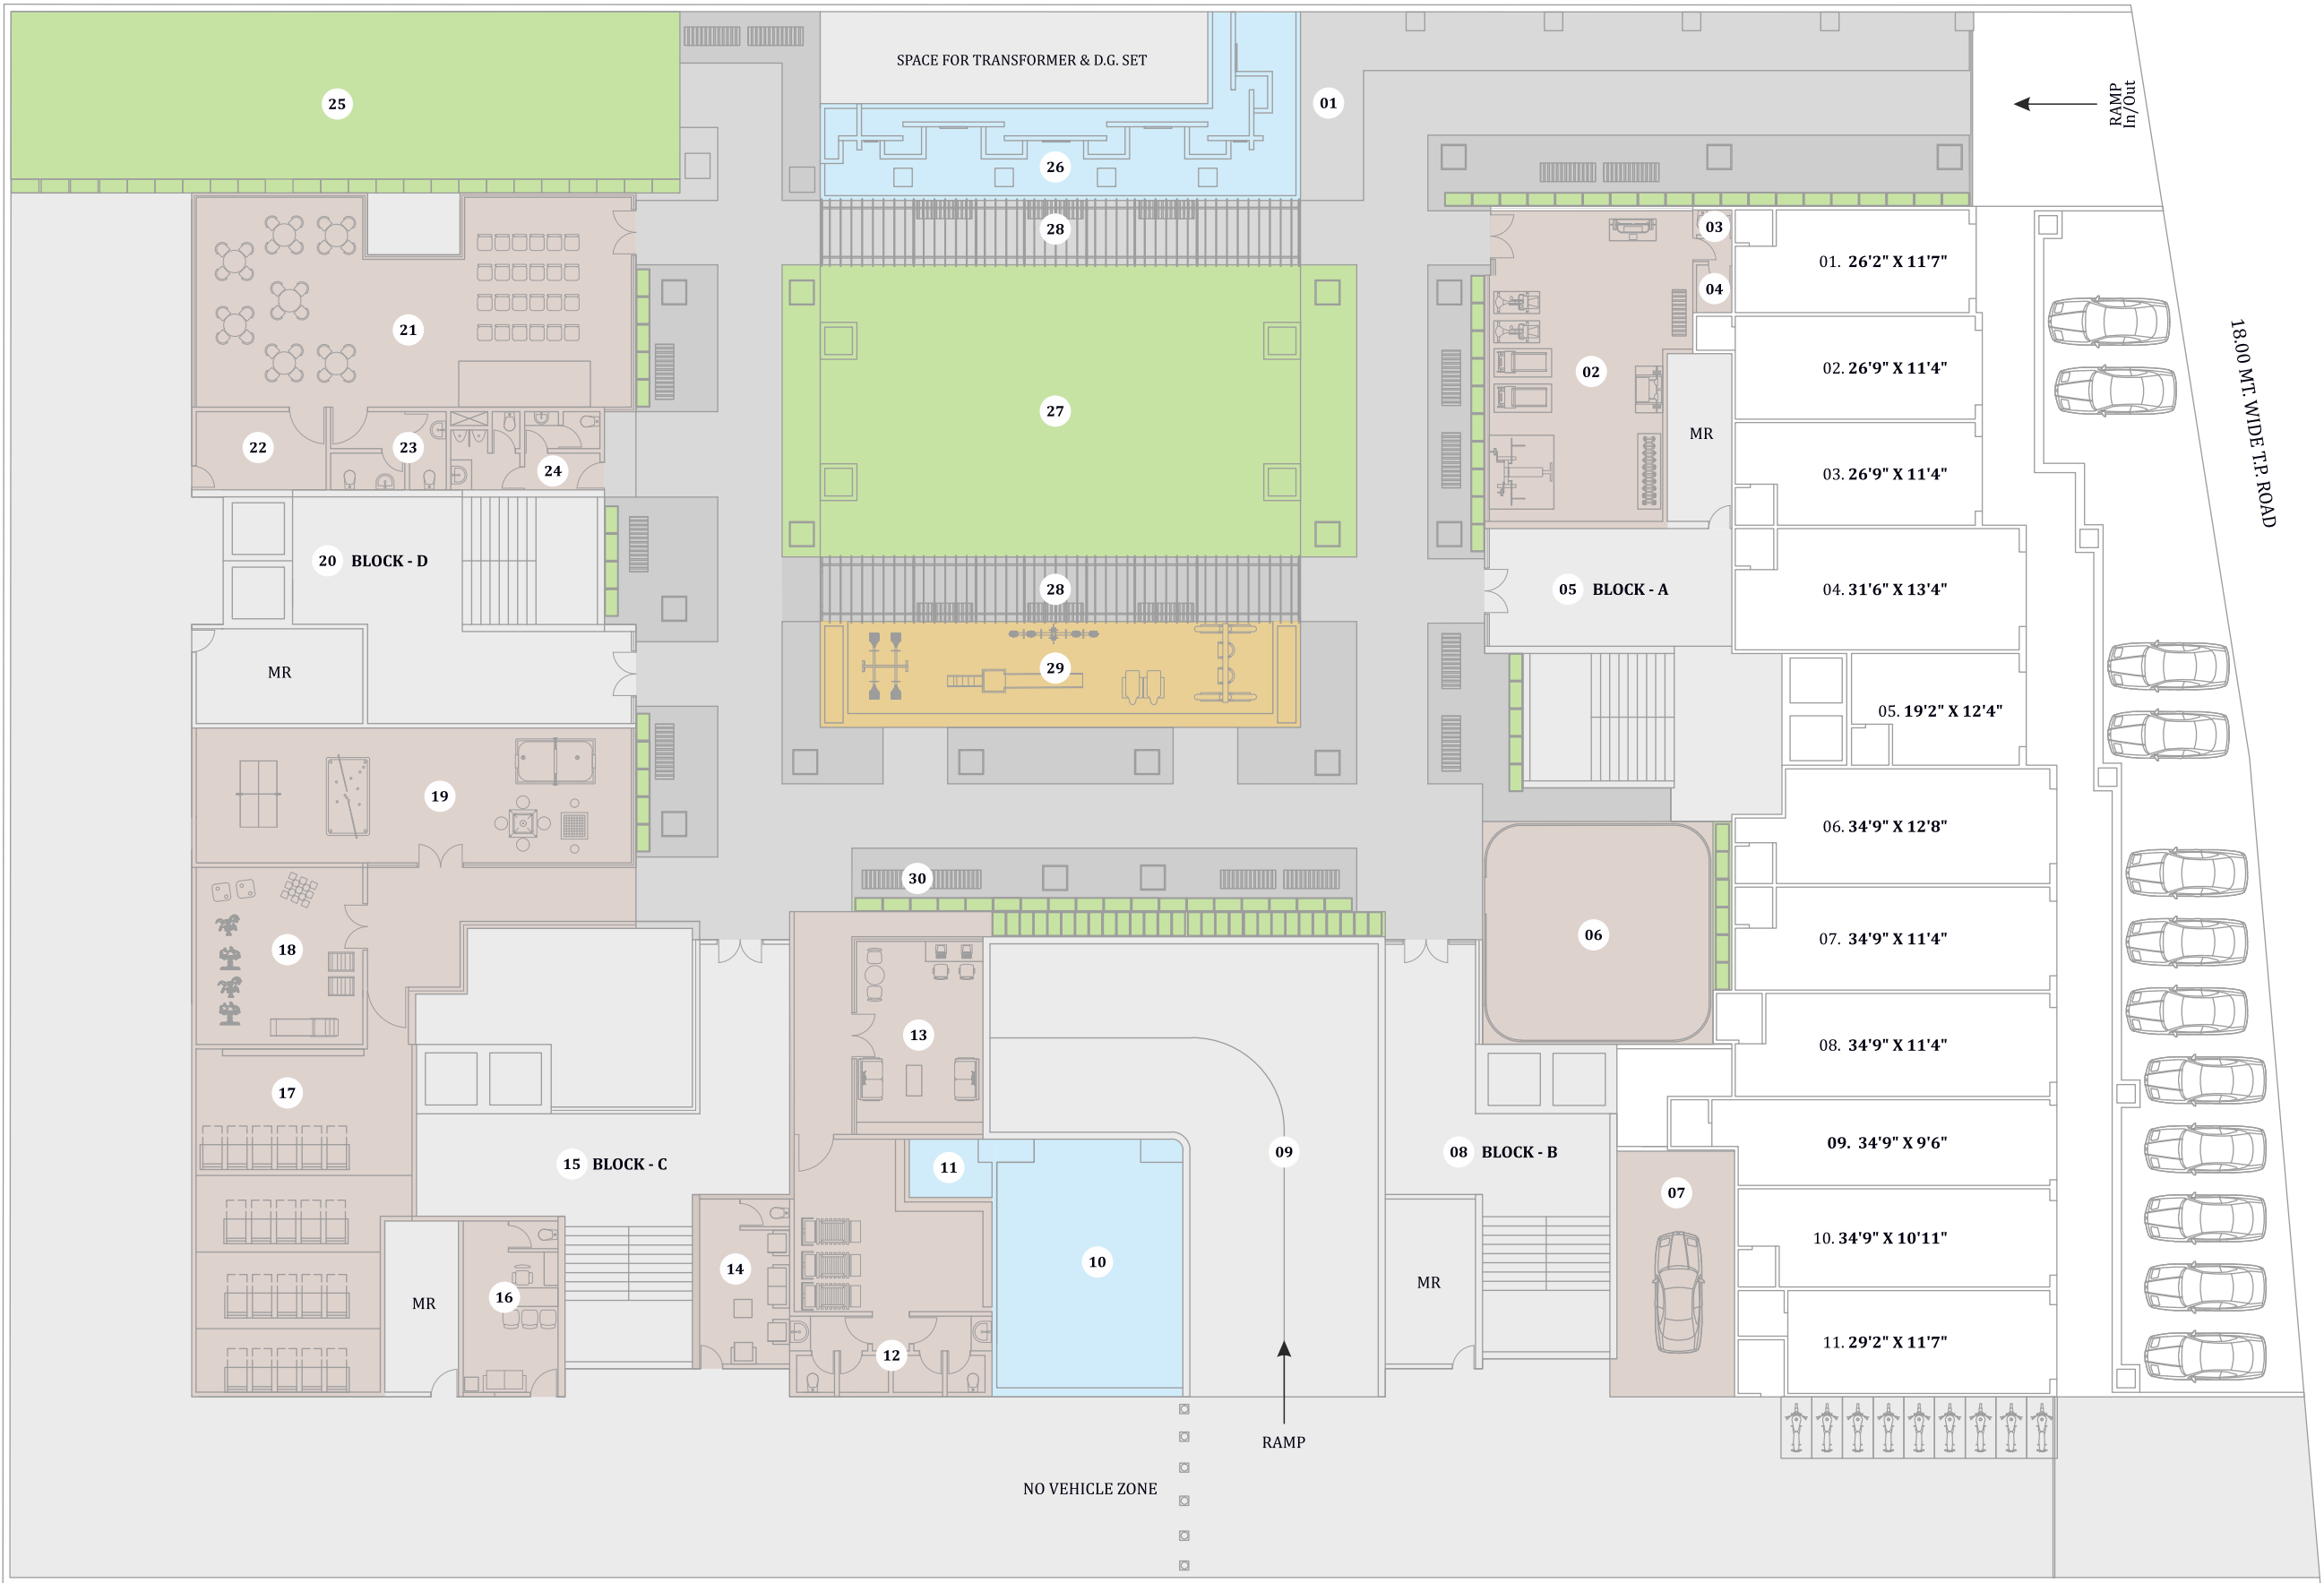 SPACE FOR TRANSFORMER & D.G. SET
25
01
RAMP
In/Out
26
28
03
01. 26'2" X 11'7"
04
21
02
02. 26'9" X 11'4"
18.00 MT. WIDE T.P. ROAD
27
MR
22
23
24
03. 26'9" X 11'4"
20 BLOCK - D
28
05 BLOCK - A
04. 31'6" X 13'4"
MR
29
05. 19'2" X 12'4"
19
06. 34'9" X 12'8"
30
18
06
07. 34'9" X 11'4"
13
08. 34'9" X 11'4"
17
09. 34'9" X 9'6"
15 BLOCK - C
11
09
08 BLOCK - B
07
10. 34'9" X 10'11"
14
10
MR
16
MR
12
11. 29'2" X 11'7"
RAMP
NO VEHICLE ZONE